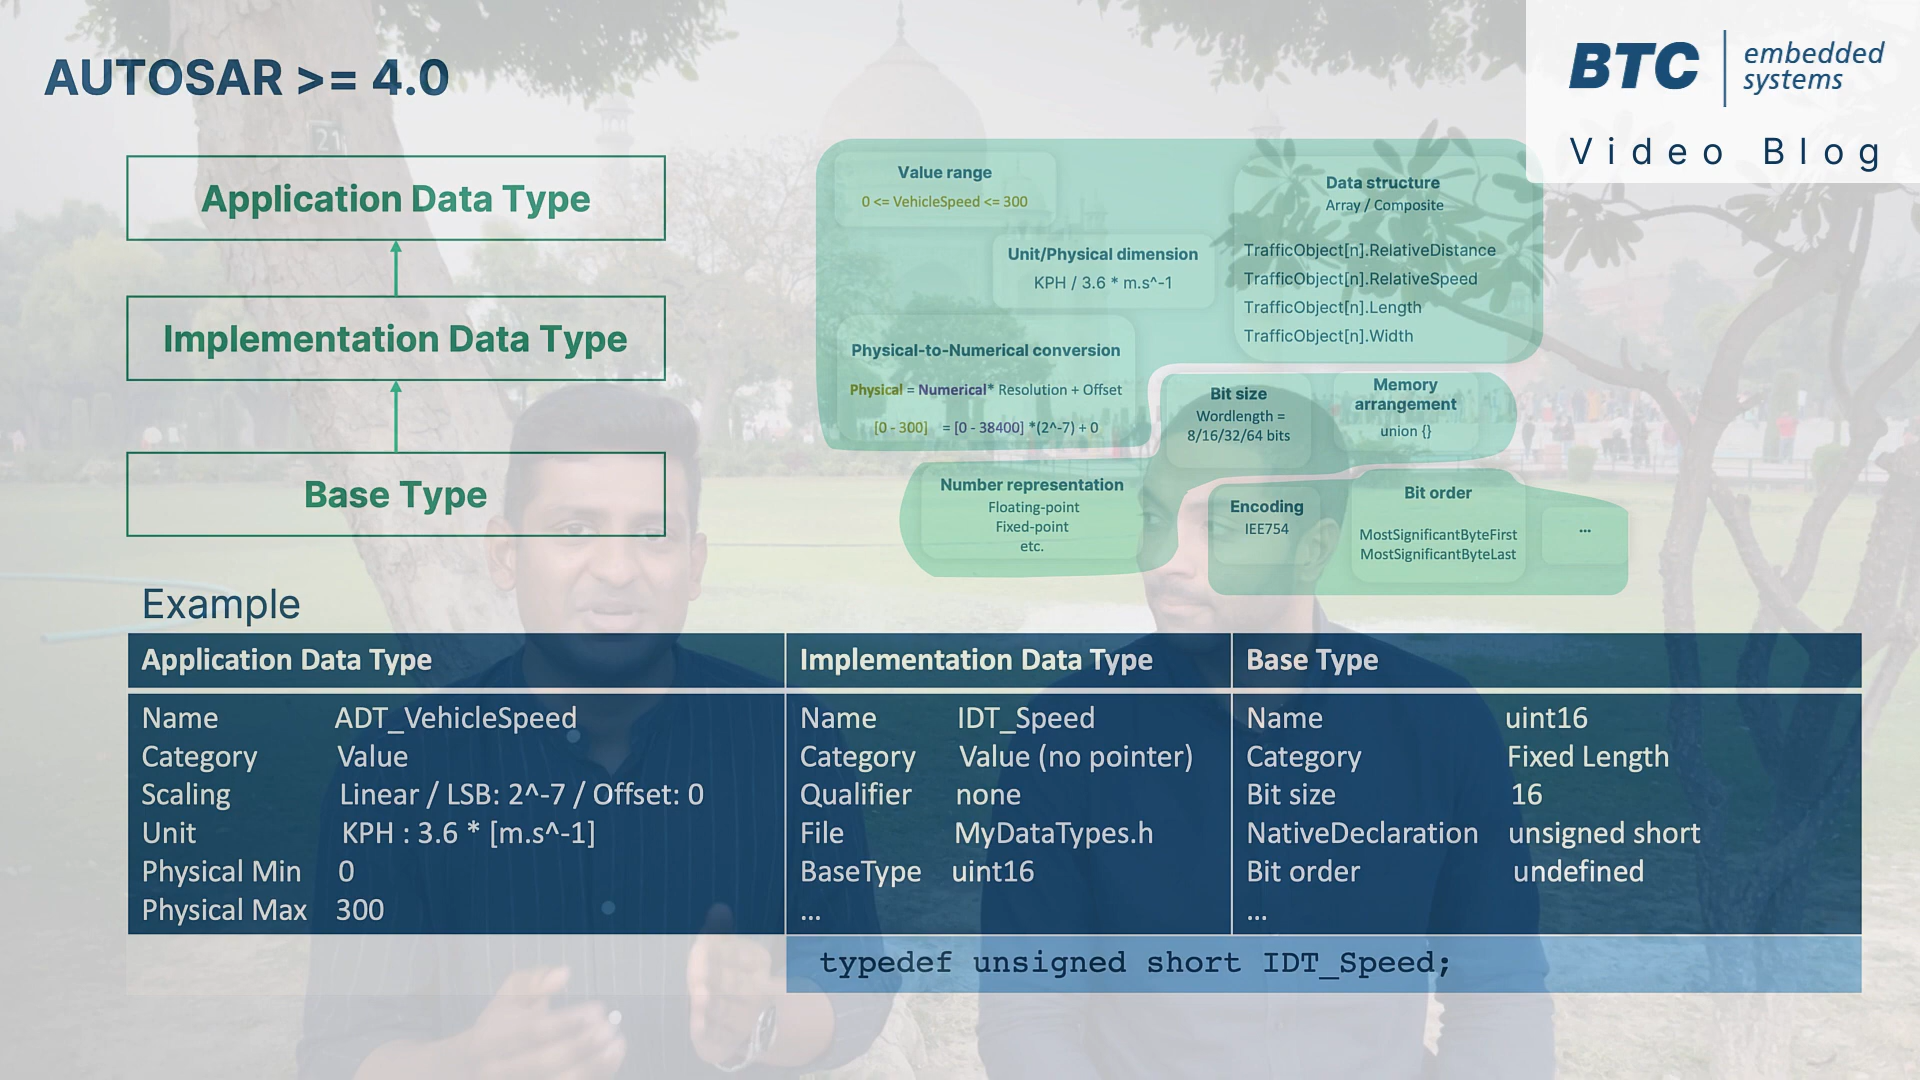 AUTOSAR >= 4.0
BTC embedded systems
Video Blog
21
Application Data Type
Implementation Data Type
Base Type
Value range
0 <= VehicleSpeed <= 300
Unit/Physical dimension
KPH / 3.6 * m.s^-1
Data structure
Array / Composite
TrafficObject[n].RelativeDistance
TrafficObject[n].RelativeSpeed
TrafficObject[n].Length
TrafficObject[n].Width
Physical-to-Numerical conversion
Physical = Numerical* Resolution + Offset
[0 - 300] = [0 - 38400] *(2^-7) + 0
Bit size
Wordlength =
8/16/32/64 bits
Memory
arrangement
union {}
Number representation
Floating-point
Fixed-point
etc.
Encoding
IEE754
Bit order
MostSignificantByteFirst
MostSignificantByteLast
...
Example
Application Data Type
Name ADT_VehicleSpeed
Category Value
Scaling Linear / LSB: 2^-7 / Offset: 0
Unit KPH : 3.6 * [m.s^-1]
Physical Min 0
Physical Max 300
Implementation Data Type
Name IDT_Speed
Category Value (no pointer)
Qualifier none
File MyDataTypes.h
BaseType uint16
...
Base Type
Name uint16
Category Fixed Length
Bit size 16
NativeDeclaration unsigned short
Bit order undefined
...
typedef unsigned short IDT_Speed;